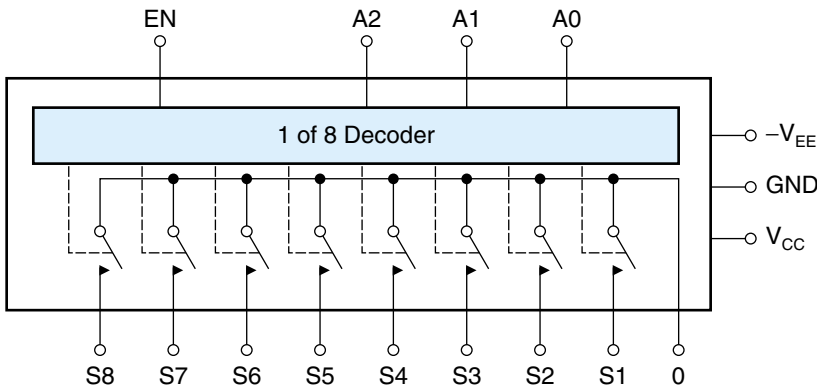 EN A2 A1 A0
1 of 8 Decoder
–VEE
GND
VCC
S8 S7 S6 S5 S4 S3 S2 S1 0